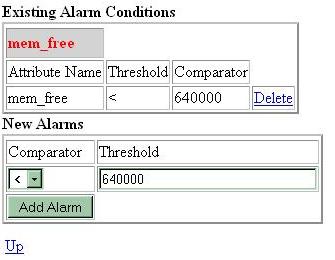 Existing Alarm Conditions
mem_free
Attribute Name Threshold Comparator
mem_free < 640000 Delete
New Alarms
Comparator Threshold
< 640000
Add Alarm
Up